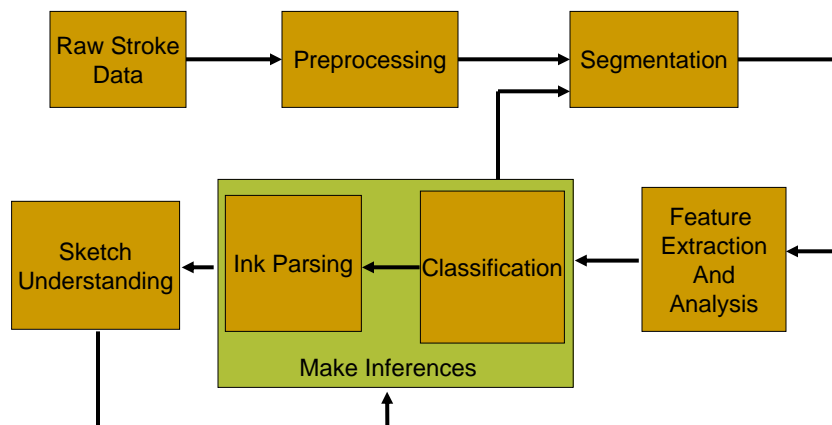 Raw Stroke
Data
Preprocessing
Segmentation
Sketch
Understanding
Ink Parsing
Classification
Feature
Extraction
And
Analysis
Make Inferences